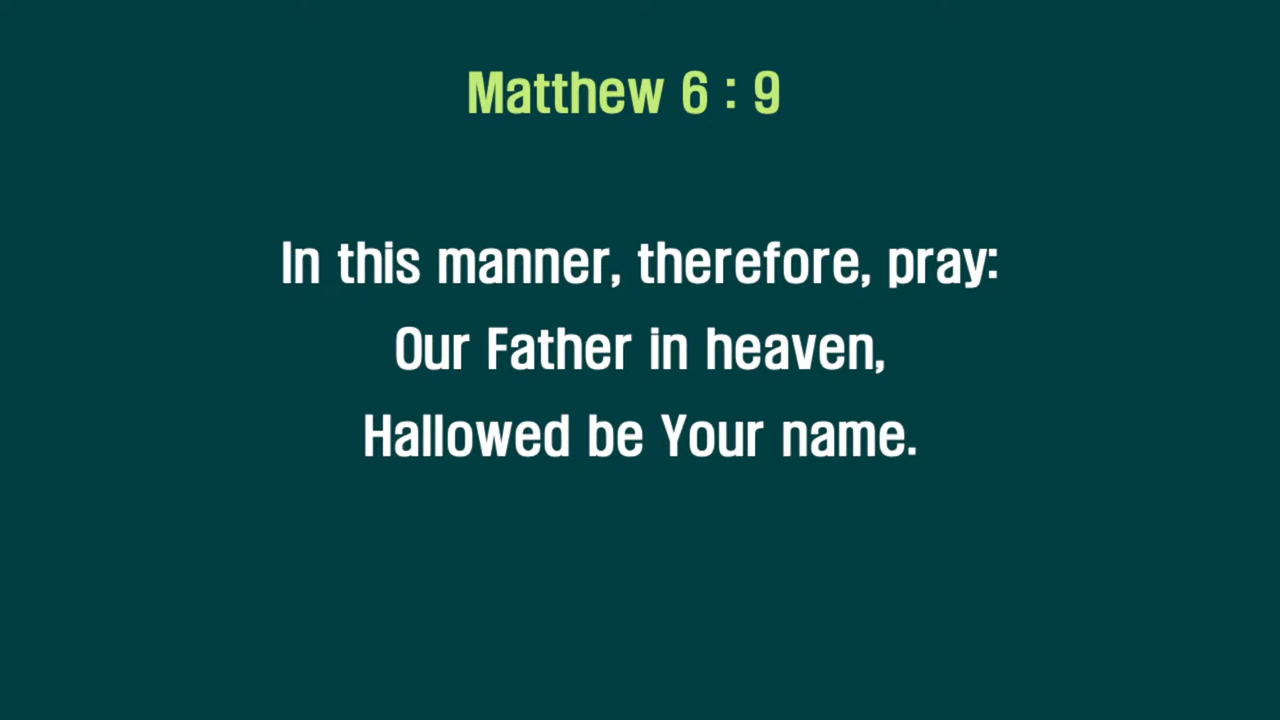 Matthew 6 : 9
In this manner, therefore, pray:
Our Father in heaven,
Hallowed be Your name.